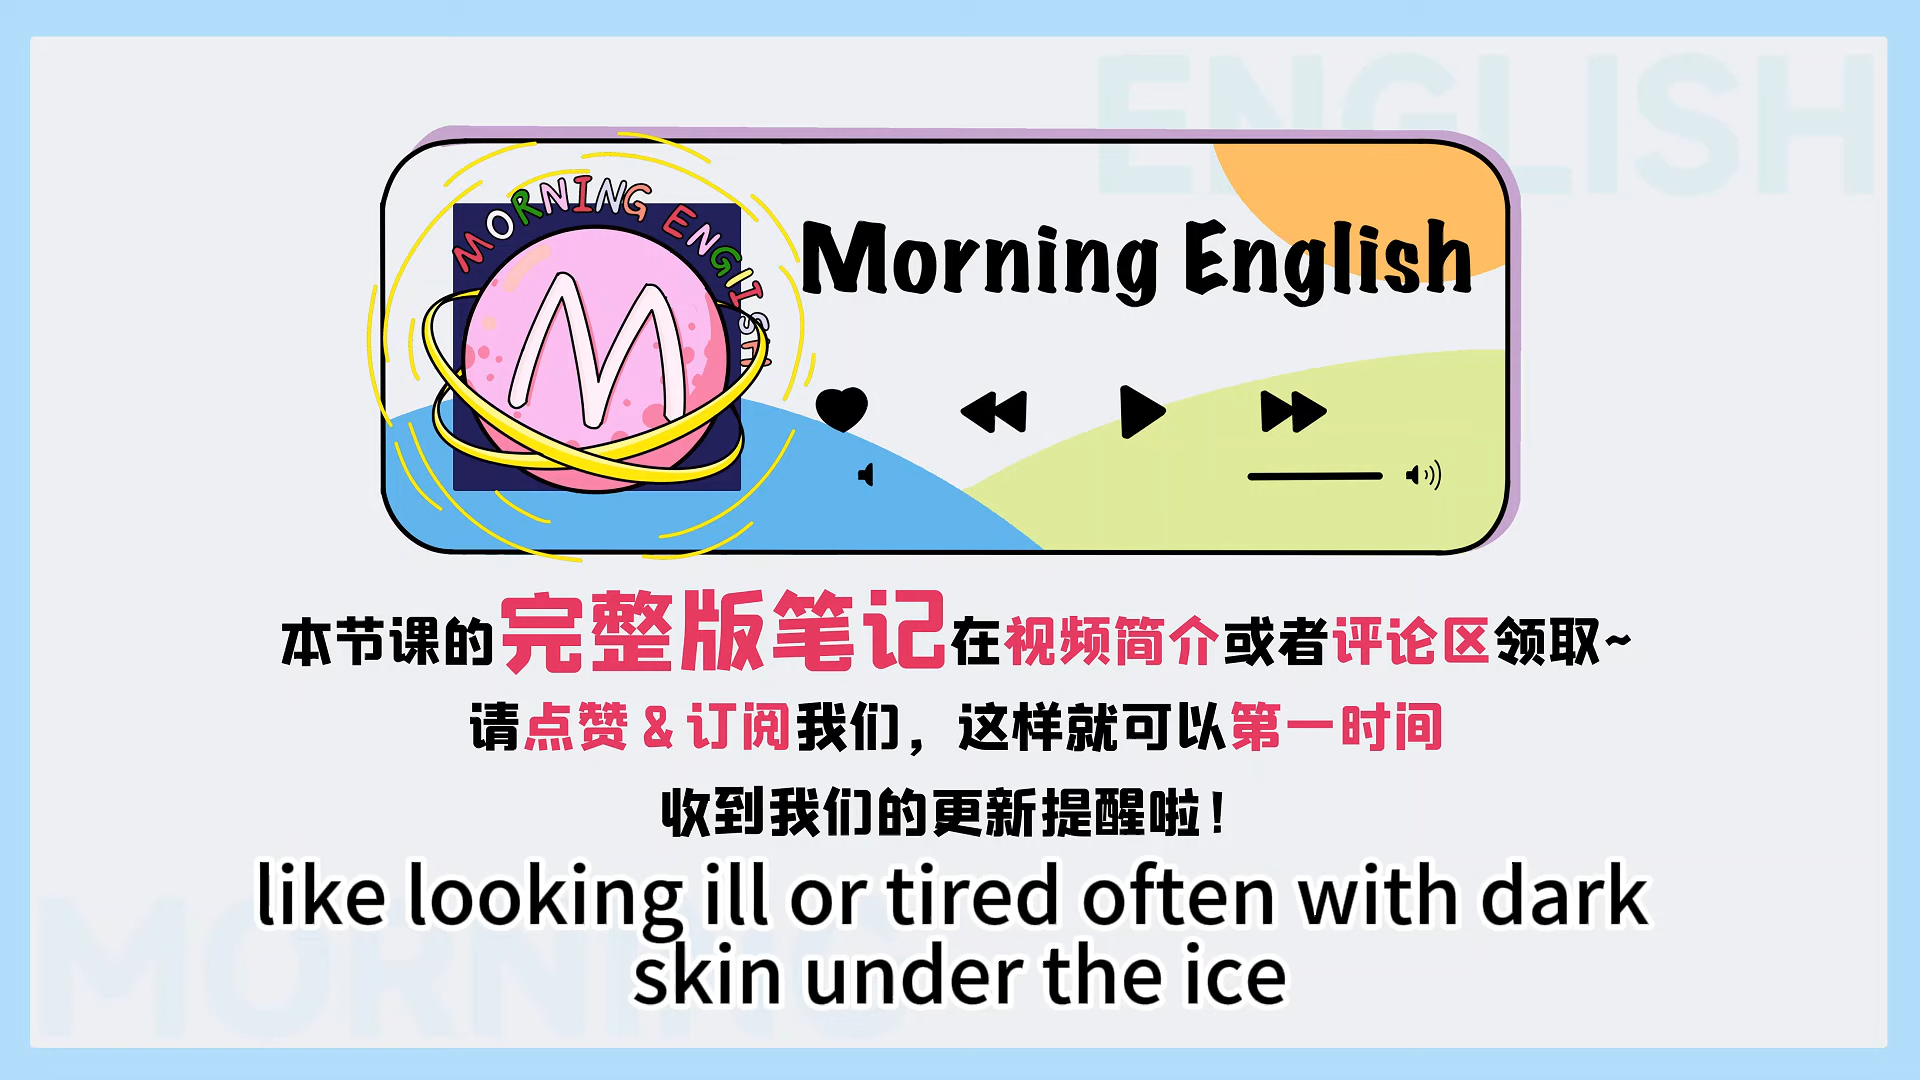 ENGLISH
MORNING ENGLISH
M
Morning English
本节课的完整版笔记在视频简介或者评论区领取~
请点赞&订阅我们，这样就可以第一时间
收到我们的更新提醒啦！
MORNING
like looking ill or tired often with dark
skin under the ice